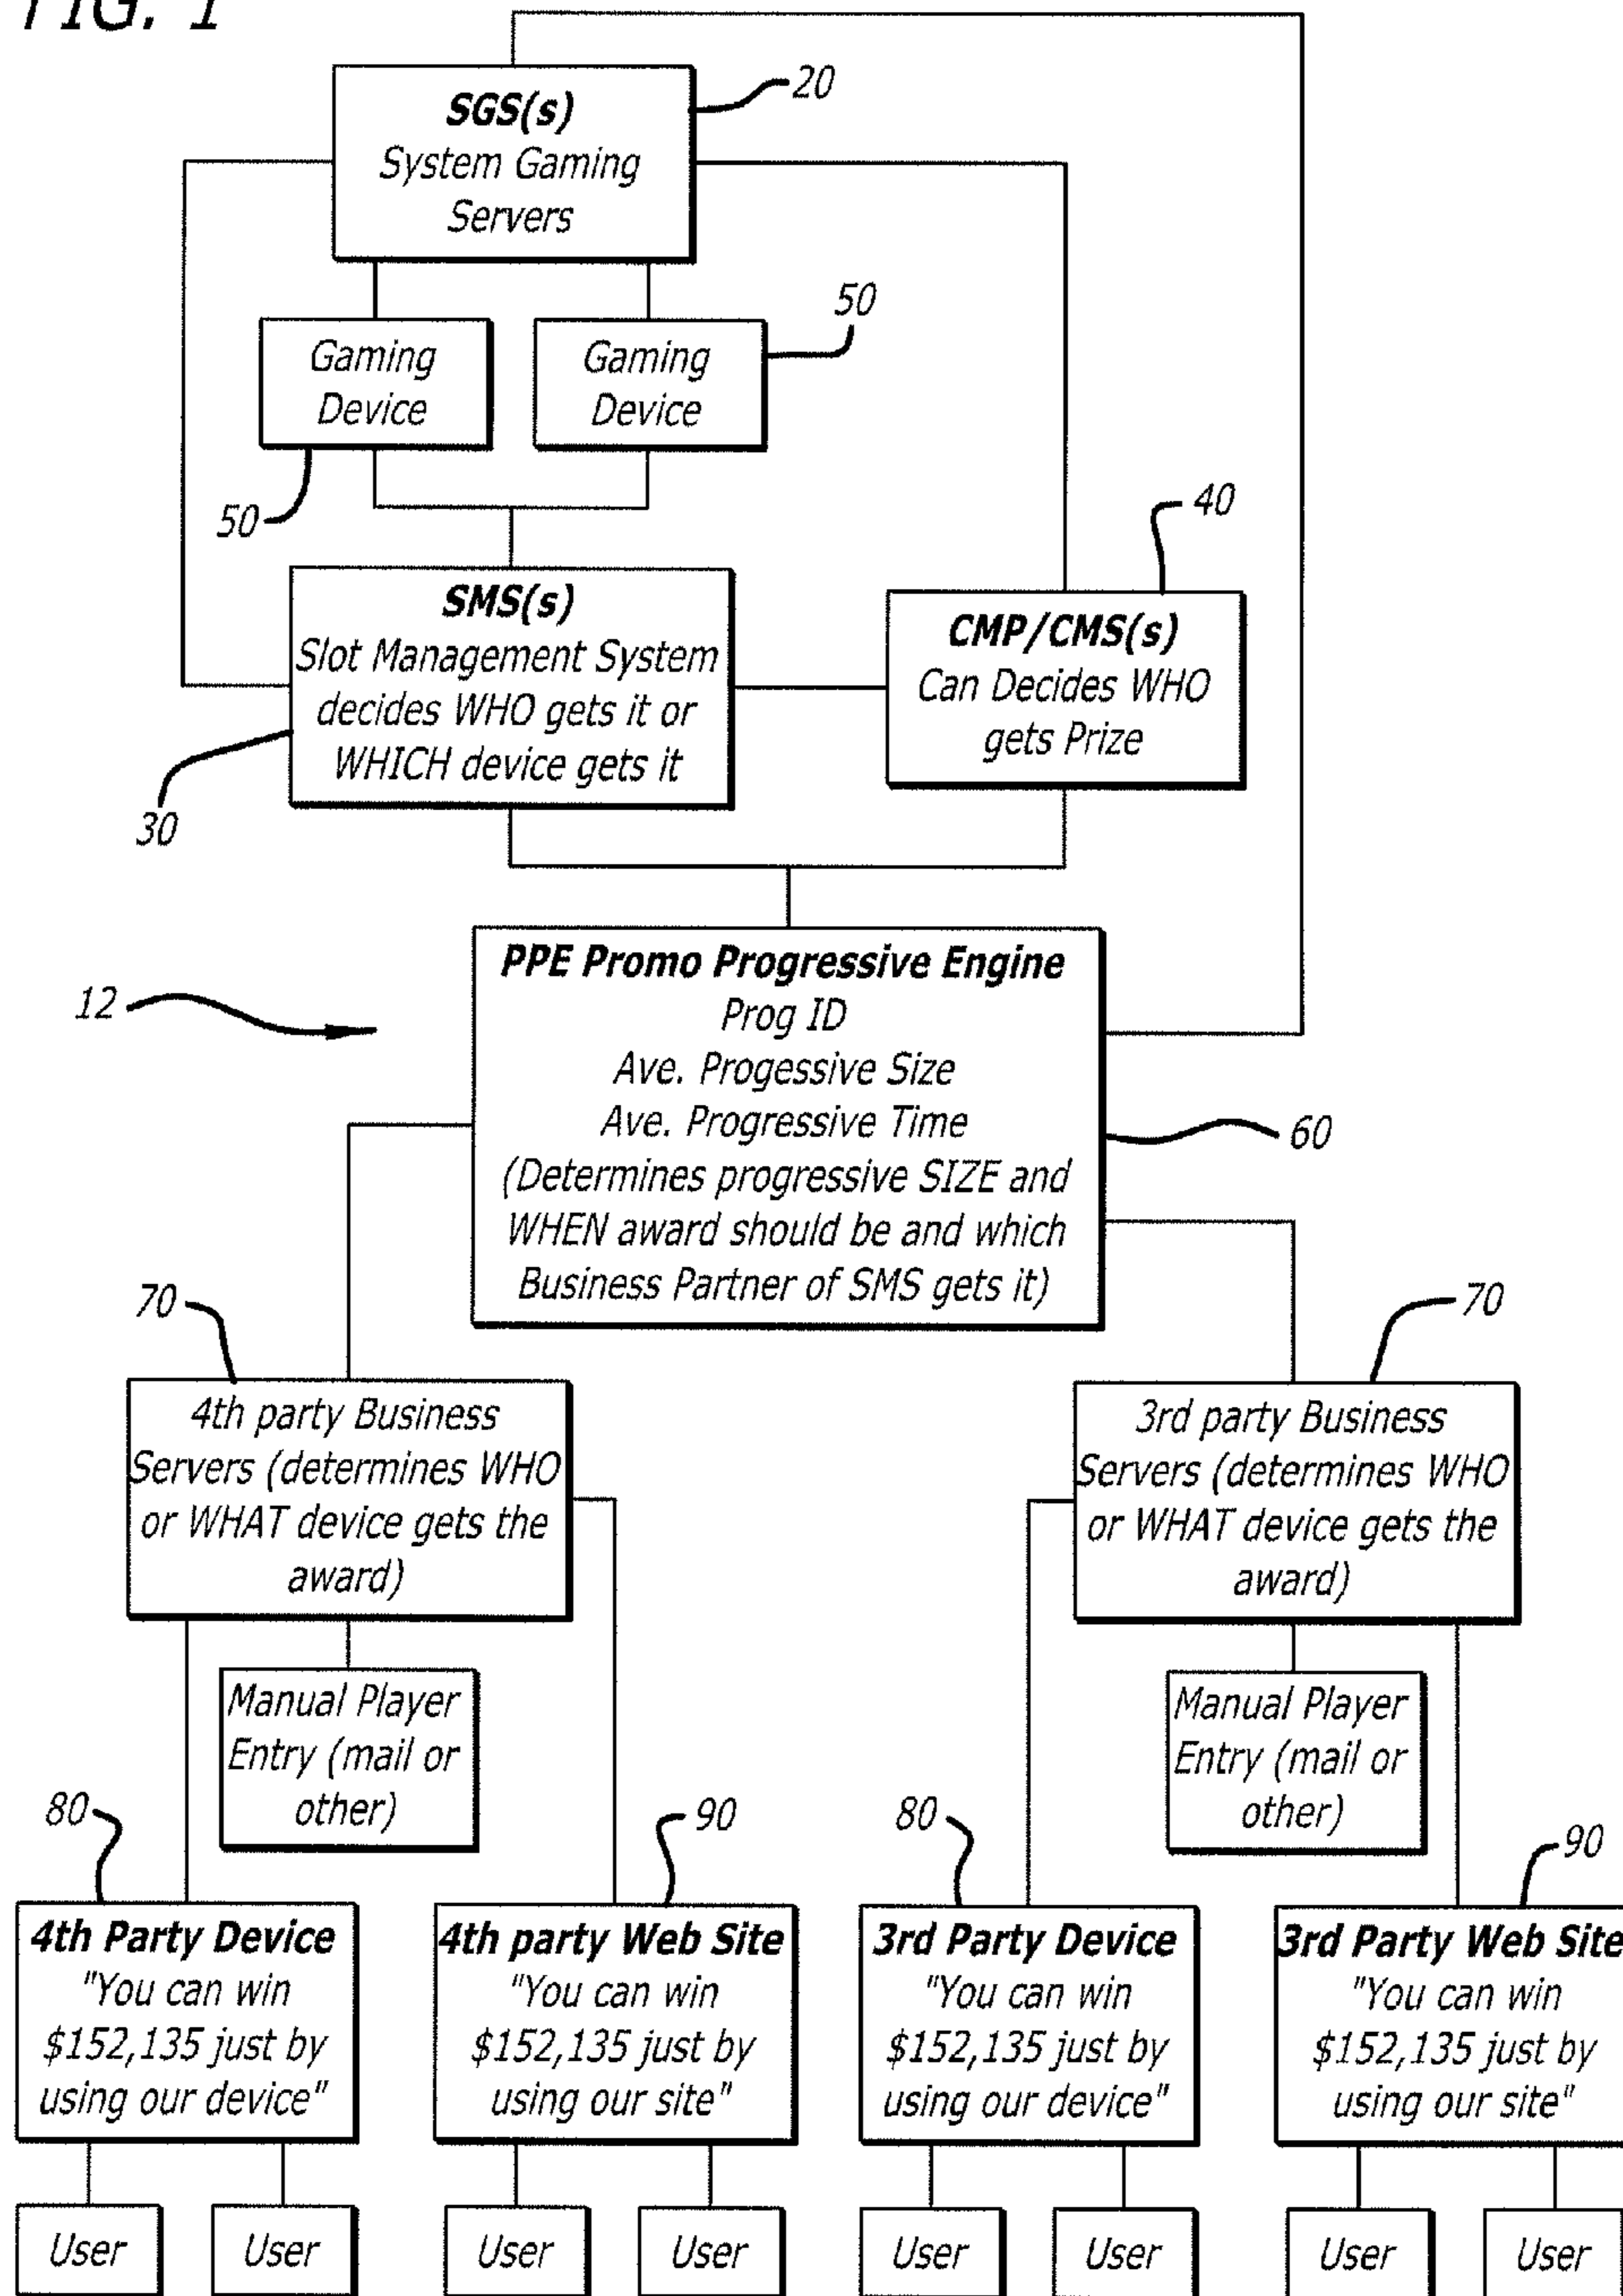 FIG. 1
20
SGS(s)
System Gaming
Servers
50
Gaming
Device
Gaming
Device
50
40
SMS(s)
Slot Management System
decides WHO gets it or
WHICH device gets it
CMP/CMS(s)
Can Decides WHO
gets Prize
30
PPE Promo Progressive Engine
Prog ID
Ave. Progessive Size
Ave. Progressive Time
(Determines progressive SIZE and
WHEN award should be and which
Business Partner of SMS gets it)
12
60
70
70
4th party Business
Servers (determines WHO
or WHAT device gets the
award)
3rd party Business
Servers (determines WHO
or WHAT device gets the
award)
Manual Player
Entry (mail or
other)
Manual Player
Entry (mail or
other)
80
90
80
90
4th Party Device
"You can win
$152,135 just by
using our device"
4th party Web Site
"You can win
$152,135 just by
using our site"
3rd Party Device
"You can win
$152,135 just by
using our device"
3rd Party Web Site
"You can win
$152,135 just by
using our site"
User
User
User
User
User
User
User
User